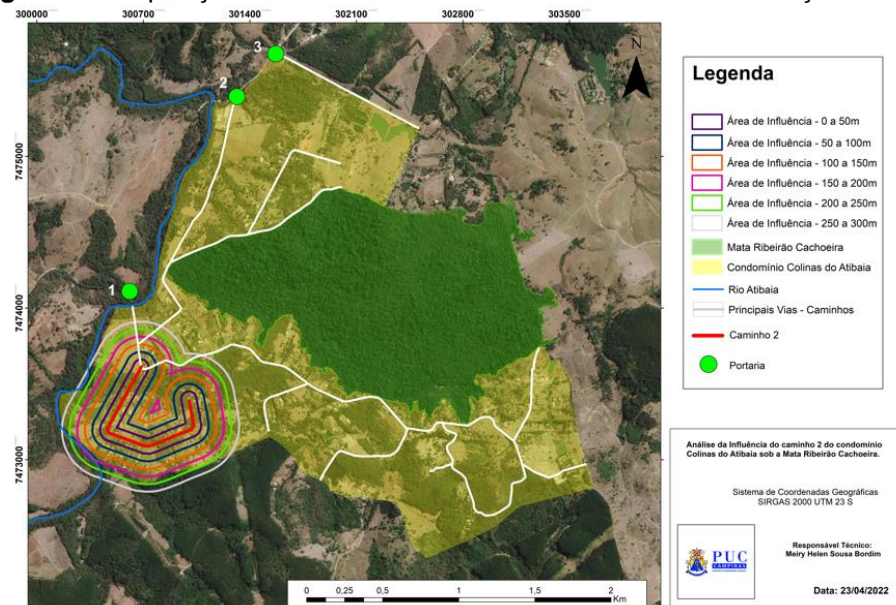 300000 300700 301400 302100 302800 303500
7475000
7474000
7473000
3
2
1
N
Legenda
Área de Influência - 0 a 50m
Área de Influência - 50 a 100m
Área de Influência - 100 a 150m
Área de Influência - 150 a 200m
Área de Influência - 200 a 250m
Área de Influência - 250 a 300m
Mata Ribeirão Cachoeira
Condomínio Colinas do Atibaia
Rio Atibaia
Principais Vias - Caminhos
Caminho 2
Portaria
0 0,25 0,5 1 1,5 2
Km
Análise da Influência do caminho 2 do condomínio
Colinas do Atibaia sob a Mata Ribeirão Cachoeira.
Sistema de Coordenadas Geográficas
SIRGAS 2000 UTM 23 S
PUC
CAMPINAS
Responsável Técnico:
Meiry Helen Sousa Bordim
Data: 23/04/2022